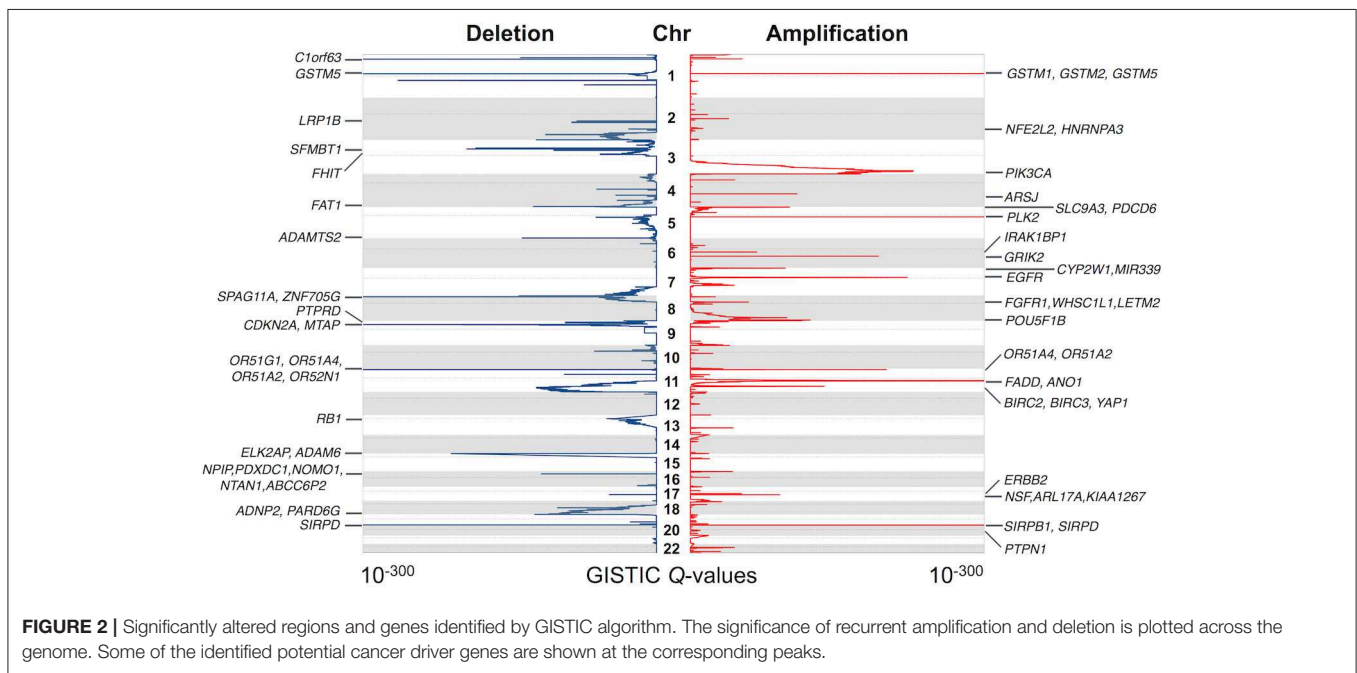 Deletion Chr Amplification
C1orf63
GSTM5
LRP1B
SFMBT1
FHIT
FAT1
ADAMTS2
SPAG11A, ZNF705G
PTPRD
CDKN2A, MTAP
OR51G1, OR51A4,
OR51A2, OR52N1
RB1
ELK2AP, ADAM6
NPIP,PDXDC1,NOMO1,
NTAN1,ABCC6P2
ADNP2, PARD6G
SIRPD
1
2
3
4
5
6
7
8
9
10
11
12
13
14
15
16
17
18
20
22
GSTM1, GSTM2, GSTM5
NFE2L2, HNRNPA3
PIK3CA
ARSJ
SLC9A3, PDCD6
PLK2
IRAK1BP1
GRIK2
CYP2W1,MIR339
EGFR
FGFR1,WHSC1L1,LETM2
POU5F1B
OR51A4, OR51A2
FADD, ANO1
BIRC2, BIRC3, YAP1
ERBB2
NSF,ARL17A,KIAA1267
SIRPB1, SIRPD
PTPN1
10-300 GISTIC Q-values 10-300
FIGURE 2 | Significantly altered regions and genes identified by GISTIC algorithm. The significance of recurrent amplification and deletion is plotted across the
genome. Some of the identified potential cancer driver genes are shown at the corresponding peaks.